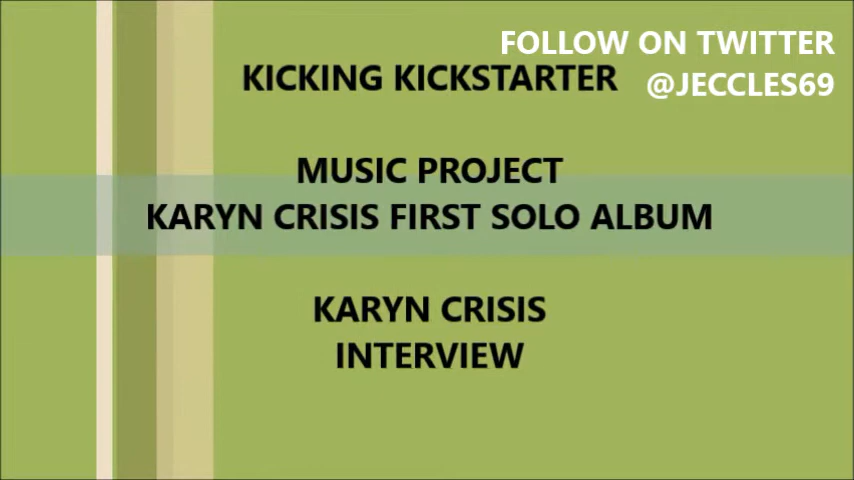 FOLLOW ON TWITTER
@JECCLES69
KICKING KICKSTARTER
MUSIC PROJECT
KARYN CRISIS FIRST SOLO ALBUM
KARYN CRISIS
INTERVIEW